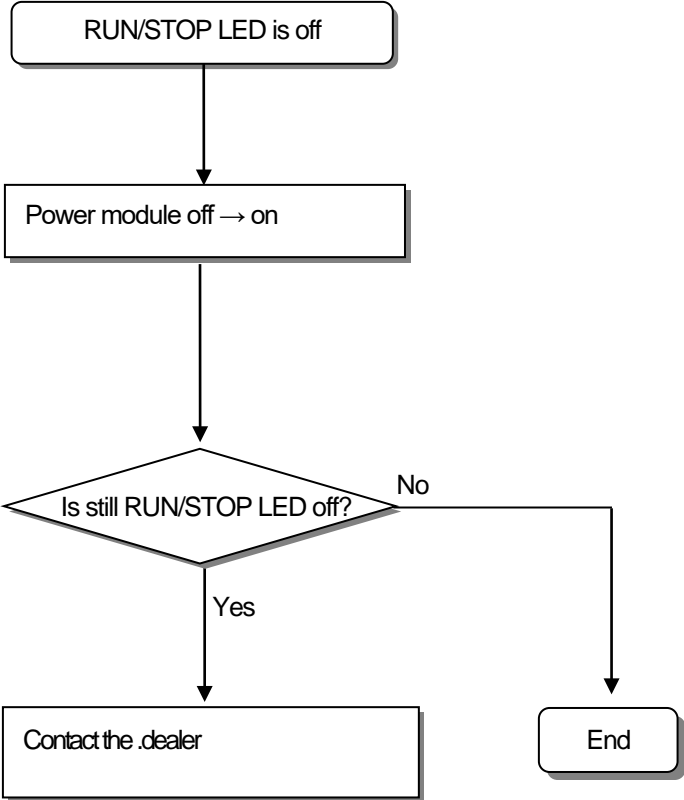 RUN/STOP LED is off
Power module off → on
Is still RUN/STOP LED off?
No
Yes
Contact the .dealer
End